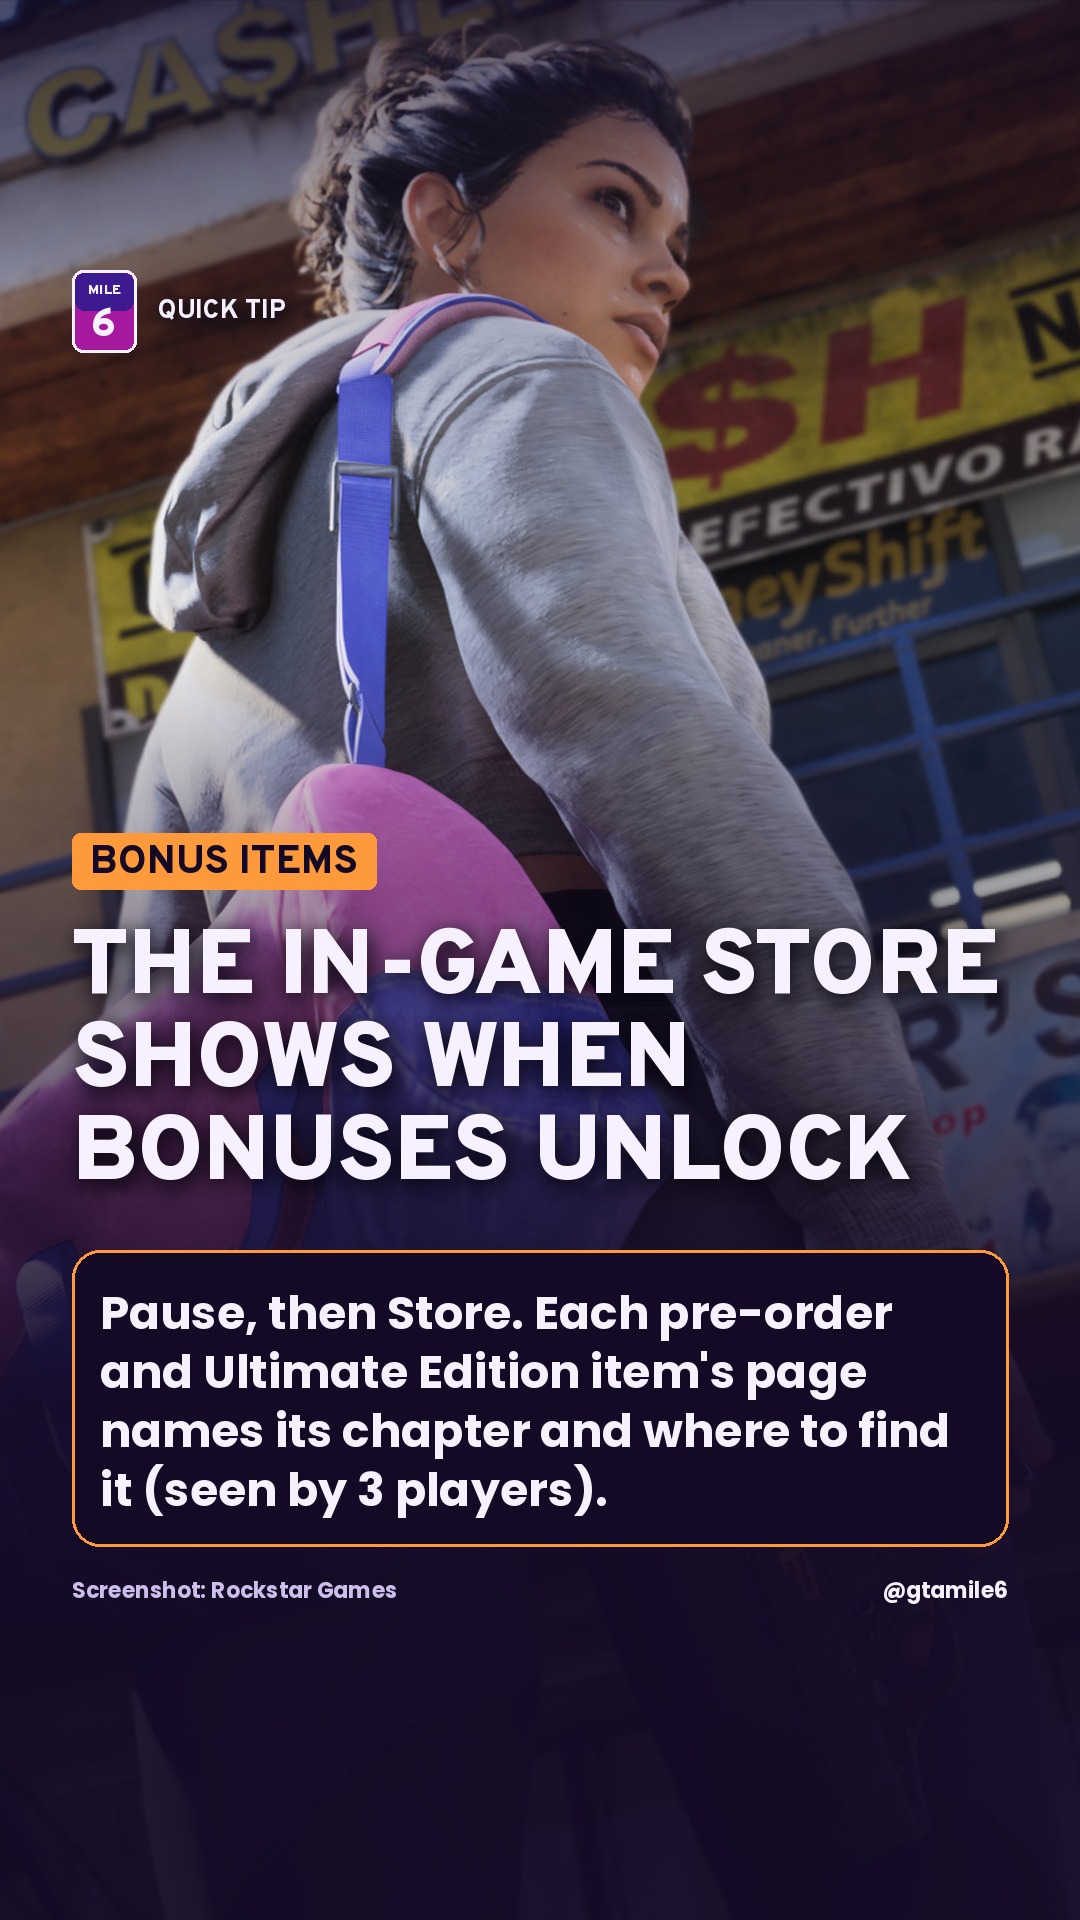 CA$H
MILE
6
QUICK TIP
$H
EFECTIVO
neyShift
Further
BONUS ITEMS
THE IN-GAME STORE
SHOWS WHEN
BONUSES UNLOCK
Pause, then Store. Each pre-order
and Ultimate Edition item's page
names its chapter and where to find
it (seen by 3 players).
Screenshot: Rockstar Games
@gtamile6